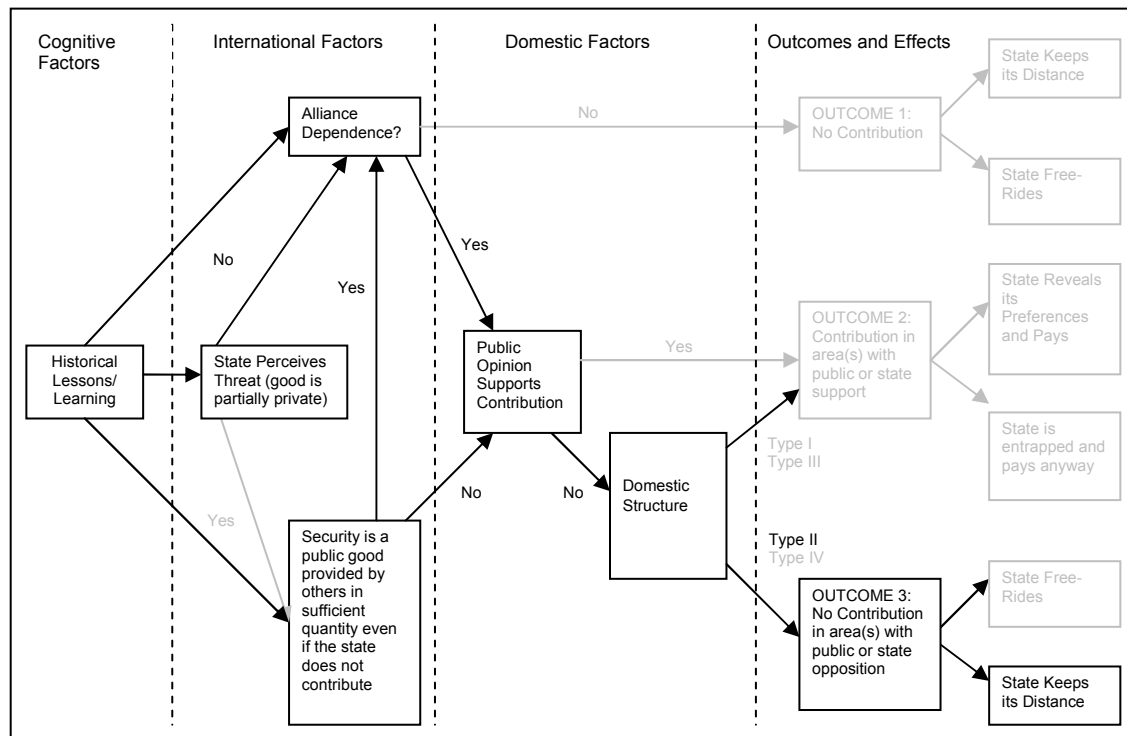 Cognitive
Factors
International Factors
Domestic Factors
Outcomes and Effects
Alliance
Dependence?
No
OUTCOME 1:
No Contribution
State Keeps
its Distance
State Free-
Rides
No
Yes
Yes
Historical
Lessons/
Learning
State Perceives
Threat (good is
partially private)
Public
Opinion
Supports
Contribution
Yes
OUTCOME 2:
Contribution in
area(s) with
public or state
support
State Reveals
its
Preferences
and Pays
State is
entrapped and
pays anyway
Type I
Type III
Yes
No
No
Domestic
Structure
Security is a
public good
provided by
others in
sufficient
quantity even
if the state
does not
contribute
Type II
Type IV
OUTCOME 3:
No Contribution
in area(s) with
public or state
opposition
State Free-
Rides
State Keeps
its Distance